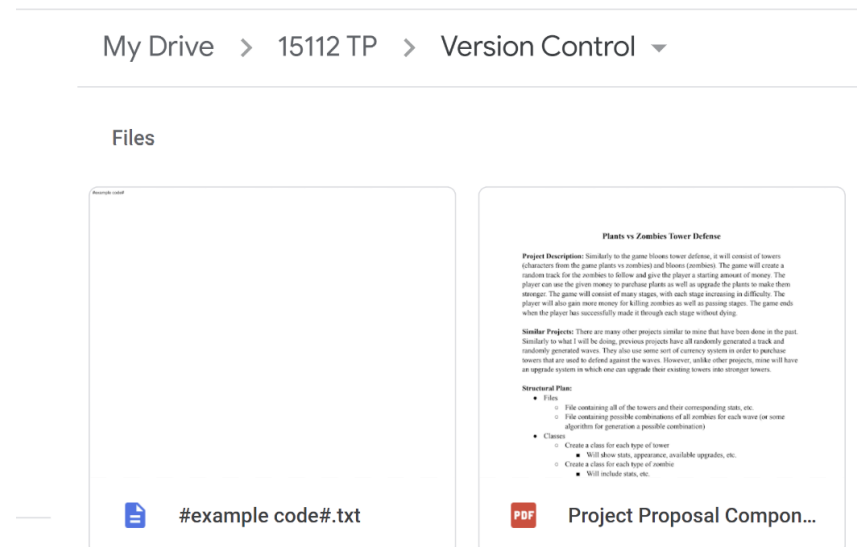 My Drive > 15112 TP > Version Control
Files
#example code#
Plants vs Zombies Tower Defense
Project Description: Similarly to the game bloons tower defense, it will consist of towers
(characters from the game plants vs zombies) and bloons (zombies). The game will create a
random track for the zombies to follow and give the player a starting amount of money. The
player can use the given money to purchase plants as well as upgrade the plants to make them
stronger. The game will consist of many stages, with each stage increasing in difficulty. The
player will also gain more money for killing zombies as well as passing stages. The game ends
when the player has successfully made it through each stage without dying.
Similar Projects: There are many other projects similar to mine that have been done in the past.
Similarly to what I will be doing, previous projects have all randomly generated a track and
randomly generated waves. They also use some sort of currency system in order to purchase
towers that are used to defend against the waves. However, unlike other projects, mine will have
an upgrade system in which one can upgrade their existing towers into stronger towers.
Structural Plan:
● Files
○ File containing all of the towers and their corresponding stats, etc.
○ File containing possible combinations of all zombies for each wave (or some
algorithm for generation a possible combination)
● Classes
○ Create a class for each type of tower
■ Will show stats, appearance, available upgrades, etc.
○ Create a class for each type of zombie
■ Will include stats, etc.
#example code#.txt
PDF Project Proposal Compon...